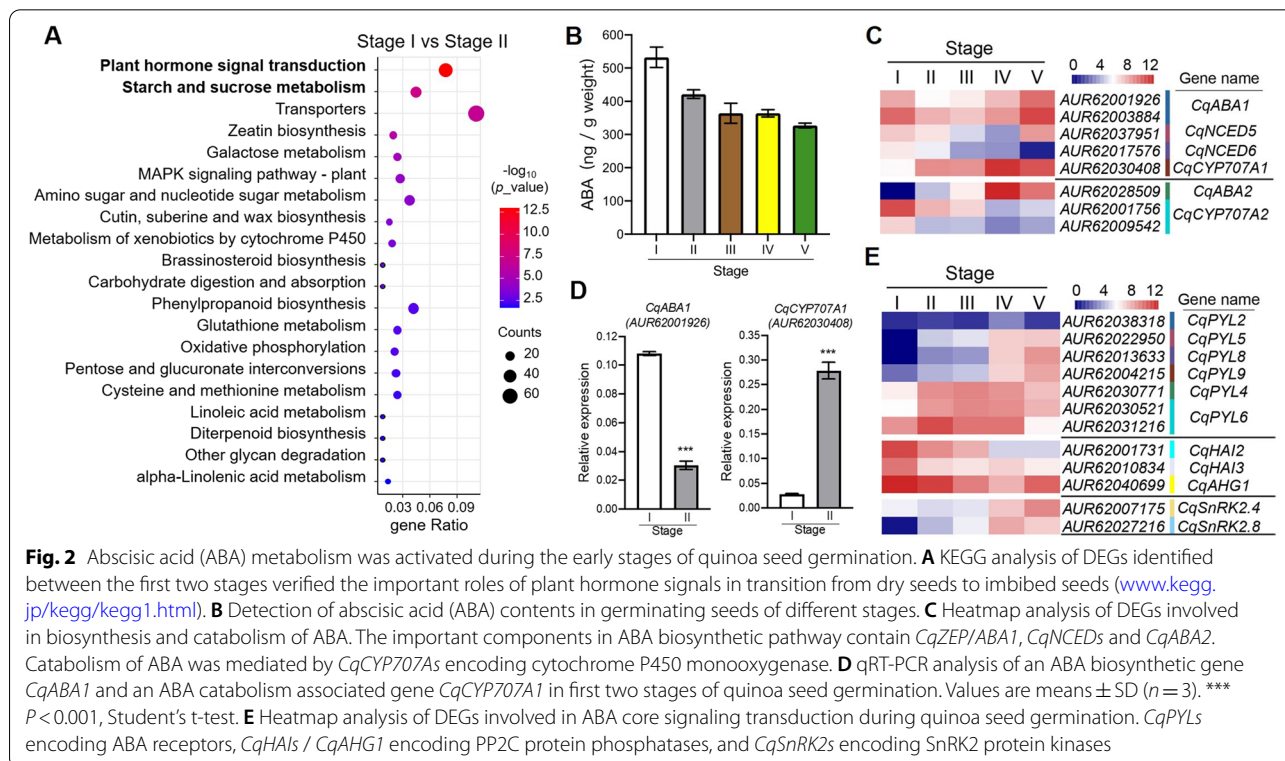 A
Stage I vs Stage II
Plant hormone signal transduction
Starch and sucrose metabolism
Transporters
Zeatin biosynthesis
Galactose metabolism
MAPK signaling pathway - plant
Amino sugar and nucleotide sugar metabolism
Cutin, suberine and wax biosynthesis
Metabolism of xenobiotics by cytochrome P450
Brassinosteroid biosynthesis
Carbohydrate digestion and absorption
Phenylpropanoid biosynthesis
Glutathione metabolism
Oxidative phosphorylation
Pentose and glucuronate interconversions
Cysteine and methionine metabolism
Linoleic acid metabolism
Diterpenoid biosynthesis
Other glycan degradation
alpha-Linolenic acid metabolism
0.03 0.06 0.09
gene Ratio
-log10
(p_value)
12.5
10.0
7.5
5.0
2.5
Counts
20
40
60
B
ABA (ng / g weight)
600
500
400
300
200
100
0
I II III IV V
Stage
C
Stage
I II III IV V
0 4 8 12
Gene name
AUR62001926
AUR62003884
CqABA1
AUR62037951 CqNCED5
AUR62017576 CqNCED6
AUR62030408 CqCYP707A1
AUR62028509 CqABA2
AUR62001756
AUR62009542
CqCYP707A2
D
CqABA1
(AUR62001926)
Relative expression
0.12
0.10
0.08
0.06
0.04
0.02
0.00
***
I II
Stage
CqCYP707A1
(AUR62030408)
Relative expression
0.35
0.30
0.25
0.20
0.15
0.10
0.05
0.00
***
I II
Stage
E
Stage
I II III IV V
0 4 8 12
Gene name
AUR62038318 CqPYL2
AUR62022950 CqPYL5
AUR62013633 CqPYL8
AUR62004215 CqPYL9
AUR62030771 CqPYL4
AUR62030521
AUR62031216
CqPYL6
AUR62001731 CqHAI2
AUR62010834 CqHAI3
AUR62040699 CqAHG1
AUR62007175 CqSnRK2.4
AUR62027216 CqSnRK2.8
Fig. 2 Abscisic acid (ABA) metabolism was activated during the early stages of quinoa seed germination. A KEGG analysis of DEGs identified
between the first two stages verified the important roles of plant hormone signals in transition from dry seeds to imbibed seeds (www.kegg.
jp/kegg/kegg1.html). B Detection of abscisic acid (ABA) contents in germinating seeds of different stages. C Heatmap analysis of DEGs involved
in biosynthesis and catabolism of ABA. The important components in ABA biosynthetic pathway contain CqZEP/ABA1, CqNCEDs and CqABA2.
Catabolism of ABA was mediated by CqCYP707As encoding cytochrome P450 monooxygenase. D qRT-PCR analysis of an ABA biosynthetic gene
CqABA1 and an ABA catabolism associated gene CqCYP707A1 in first two stages of quinoa seed germination. Values are means ± SD (n = 3). ***
P < 0.001, Student's t-test. E Heatmap analysis of DEGs involved in ABA core signaling transduction during quinoa seed germination. CqPYLs
encoding ABA receptors, CqHAIs / CqAHG1 encoding PP2C protein phosphatases, and CqSnRK2s encoding SnRK2 protein kinases